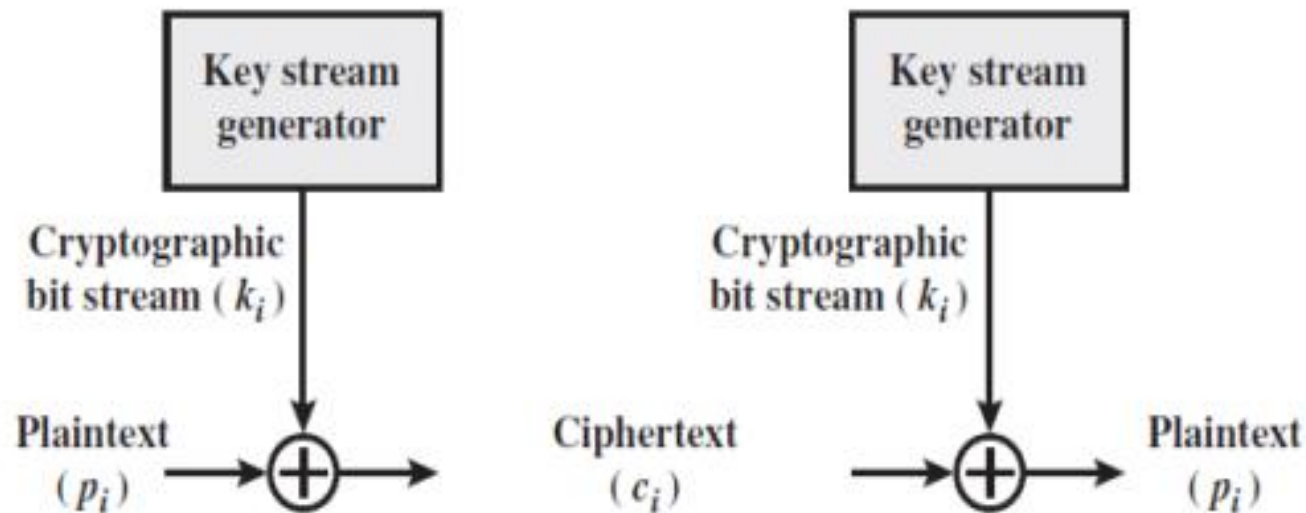 Key stream
generator
Key stream
generator
Cryptographic
bit stream ( k_i )
Cryptographic
bit stream ( k_i )
Plaintext
( p_i )
Ciphertext
( c_i )
Plaintext
( p_i )